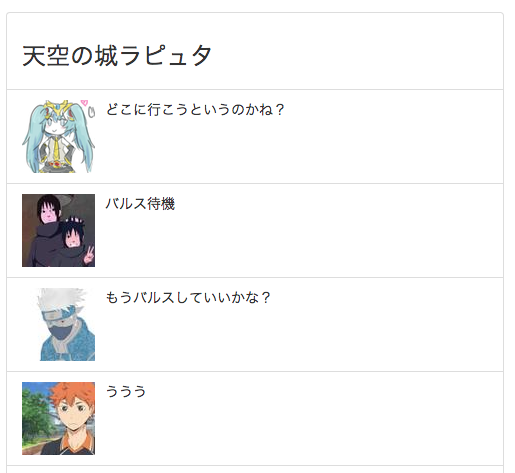 天空の城ラピュタ
どこに行こうというのかね？
バルス待機
もうバルスしていいかな？
ううう